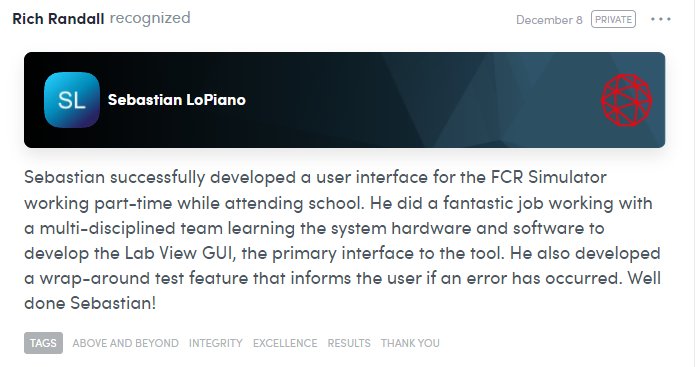 Rich Randall recognized
December 8 PRIVATE
SL Sebastian LoPiano
Sebastian successfully developed a user interface for the FCR Simulator
working part-time while attending school. He did a fantastic job working with
a multi-disciplined team learning the system hardware and software to
develop the Lab View GUI, the primary interface to the tool. He also developed
a wrap-around test feature that informs the user if an error has occurred. Well
done Sebastian!
TAGS ABOVE AND BEYOND INTEGRITY EXCELLENCE RESULTS THANK YOU